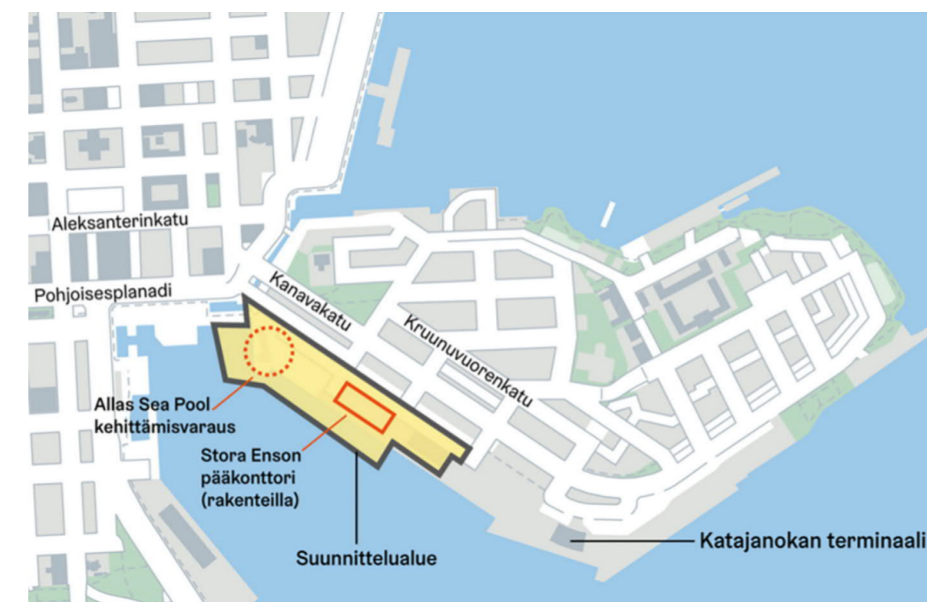 Aleksanterinkatu
Pohjoisesplanadi
Kanavakatu
Kruunuvuorenkatu
Allas Sea Pool
kehittämisvaraus
Stora Enson
pääkonttori
(rakenteilla)
Suunnittelualue
Katajanokan terminaali